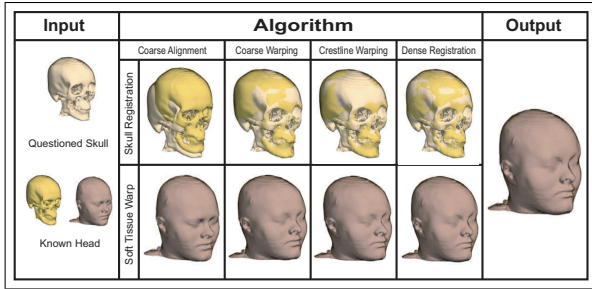 Input
Algorithm
Output
Coarse Alignment
Coarse Warping
Crestline Warping
Dense Registration
Skull Registration
Questioned Skull
Soft Tissue Warp
Known Head